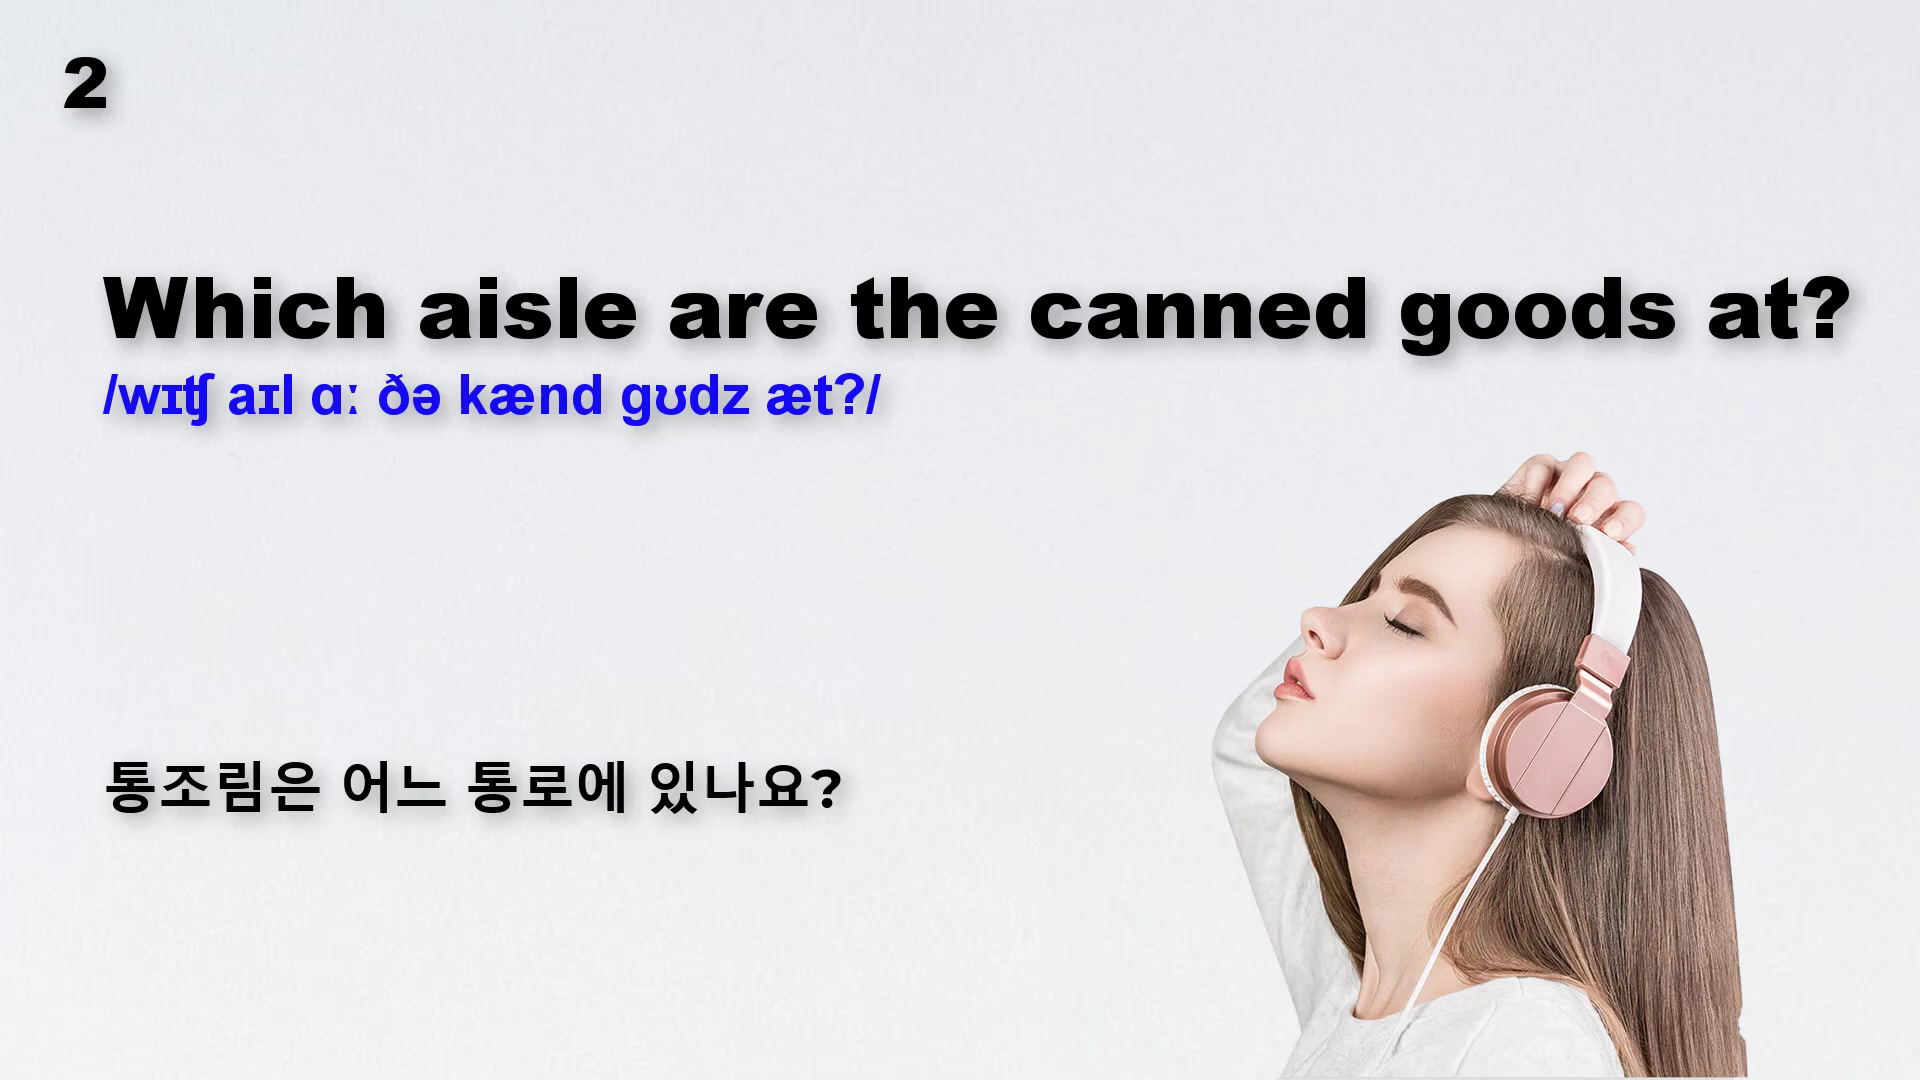 2
Which aisle are the canned goods at?
/wɪʧ aɪl ɑː ðə kænd gʊdz æt?/
통조림은 어느 통로에 있나요?